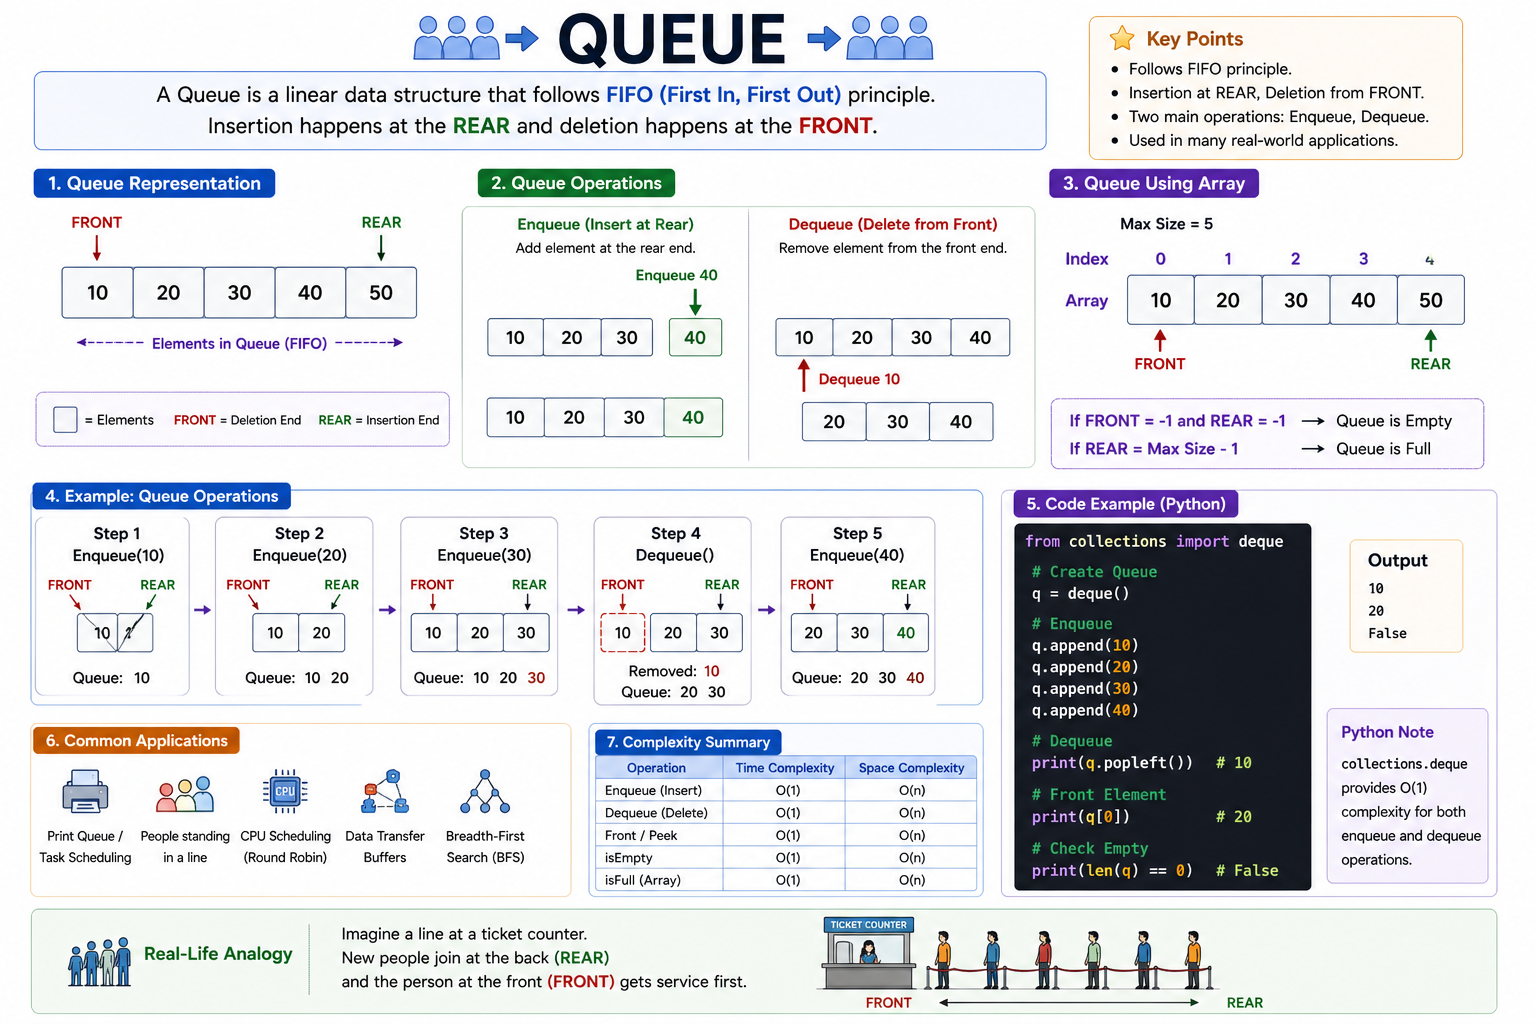 QUEUE
A Queue is a linear data structure that follows FIFO (First In, First Out) principle.
Insertion happens at the REAR and deletion happens at the FRONT.
Key Points
• Follows FIFO principle.
• Insertion at REAR, Deletion from FRONT.
• Two main operations: Enqueue, Dequeue.
• Used in many real-world applications.
1. Queue Representation
FRONT REAR
10 20 30 40 50
Elements in Queue (FIFO)
= Elements FRONT = Deletion End REAR = Insertion End
2. Queue Operations
Enqueue (Insert at Rear)
Add element at the rear end.
Enqueue 40
10 20 30 40
10 20 30 40
Dequeue (Delete from Front)
Remove element from the front end.
10 20 30 40
Dequeue 10
20 30 40
3. Queue Using Array
Max Size = 5
Index 0 1 2 3 4
Array 10 20 30 40 50
FRONT REAR
If FRONT = -1 and REAR = -1 → Queue is Empty
If REAR = Max Size - 1 → Queue is Full
4. Example: Queue Operations
Step 1
Enqueue(10)
FRONT REAR
10
Queue: 10
Step 2
Enqueue(20)
FRONT REAR
10 20
Queue: 10 20
Step 3
Enqueue(30)
FRONT REAR
10 20 30
Queue: 10 20 30
Step 4
Dequeue()
FRONT REAR
10 20 30
Removed: 10
Queue: 20 30
Step 5
Enqueue(40)
FRONT REAR
20 30 40
Queue: 20 30 40
5. Code Example (Python)
from collections import deque
# Create Queue
q = deque()
# Enqueue
q.append(10)
q.append(20)
q.append(30)
q.append(40)
# Dequeue
print(q.popleft()) # 10
# Front Element
print(q[0]) # 20
# Check Empty
print(len(q) == 0) # False
Output
10
20
False
Python Note
collections.deque
provides O(1)
complexity for both
enqueue and dequeue
operations.
6. Common Applications
Print Queue /
Task Scheduling
People standing
in a line
CPU
CPU Scheduling
(Round Robin)
Data Transfer
Buffers
Breadth-First
Search (BFS)
7. Complexity Summary
Operation Time Complexity Space Complexity
Enqueue (Insert) O(1) O(n)
Dequeue (Delete) O(1) O(n)
Front / Peek O(1) O(n)
isEmpty O(1) O(n)
isFull (Array) O(1) O(n)
Real-Life Analogy
Imagine a line at a ticket counter.
New people join at the back (REAR)
and the person at the front (FRONT) gets service first.
TICKET COUNTER
FRONT REAR